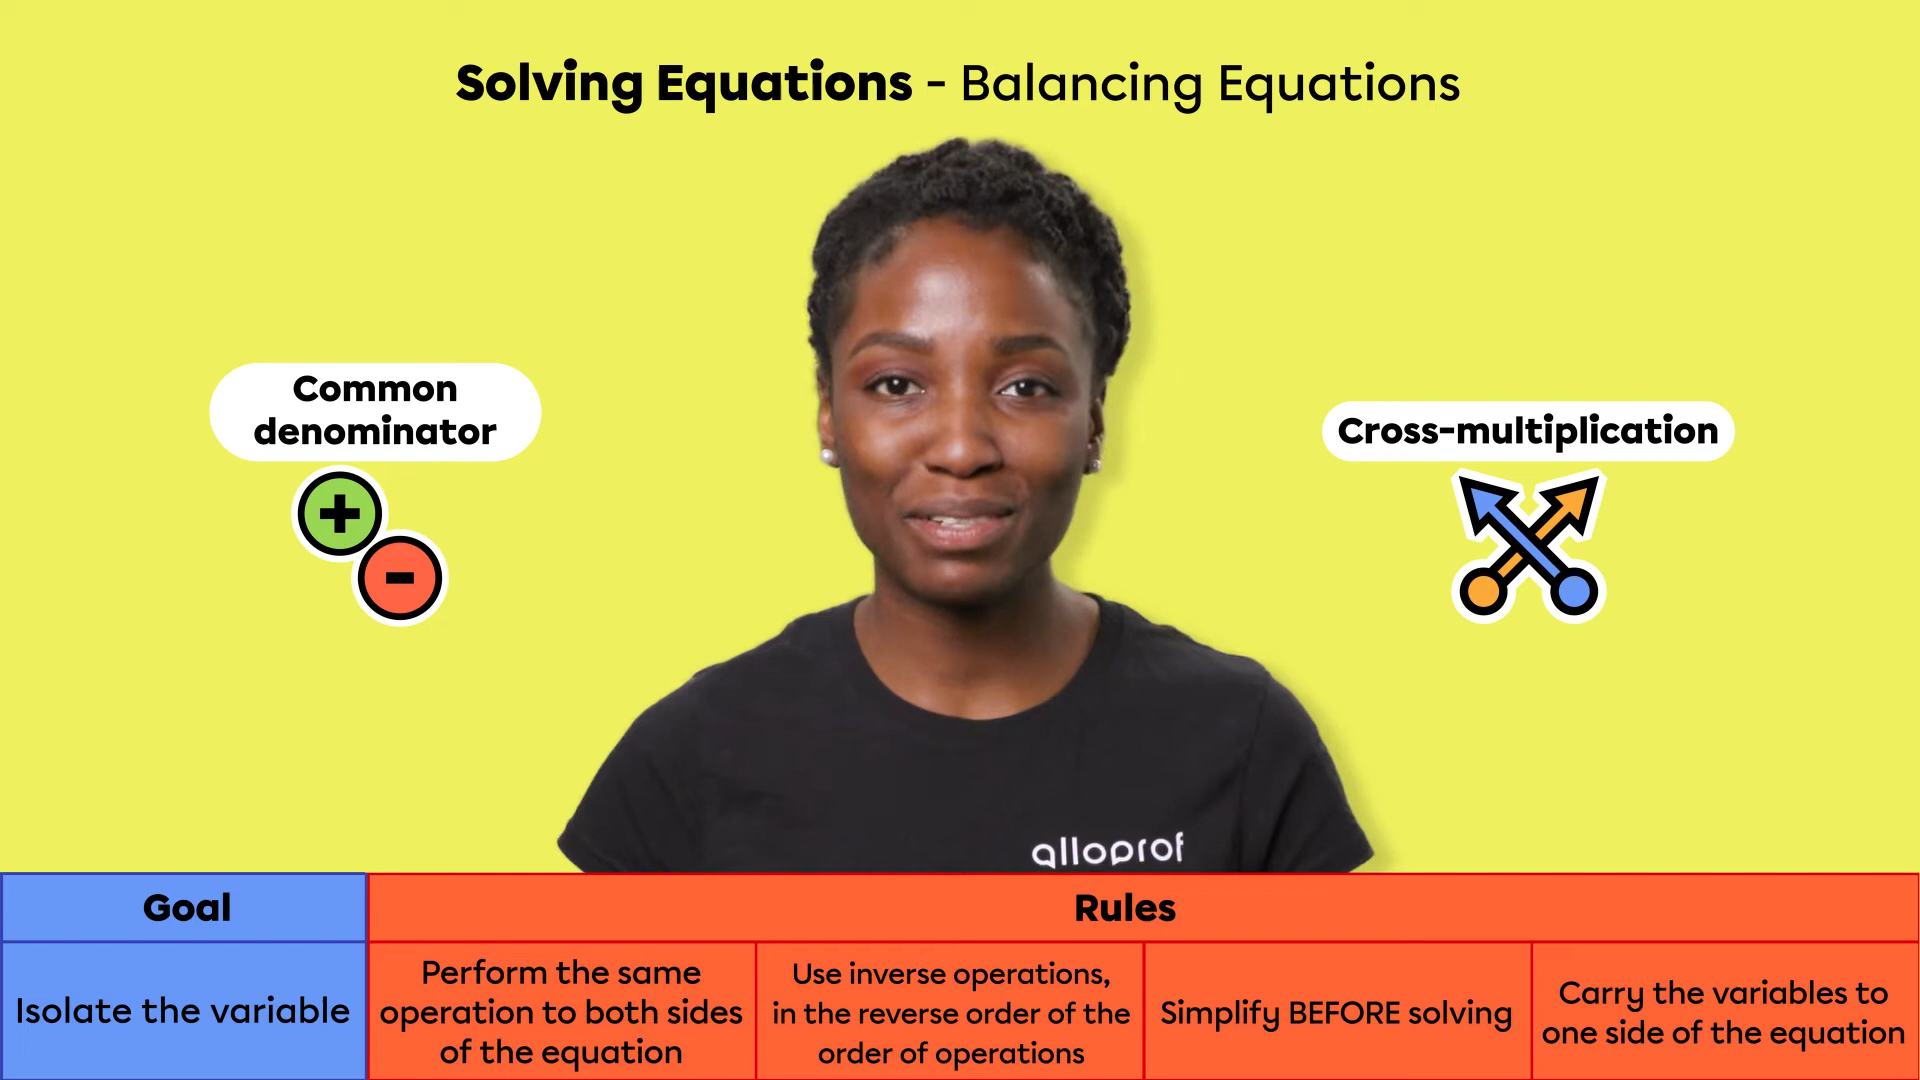 Solving Equations - Balancing Equations
Common
denominator
+
-
Cross-multiplication
alloprof
Goal
Rules
Isolate the variable
Perform the same
operation to both sides
of the equation
Use inverse operations,
in the reverse order of the
order of operations
Simplify BEFORE solving
Carry the variables to
one side of the equation